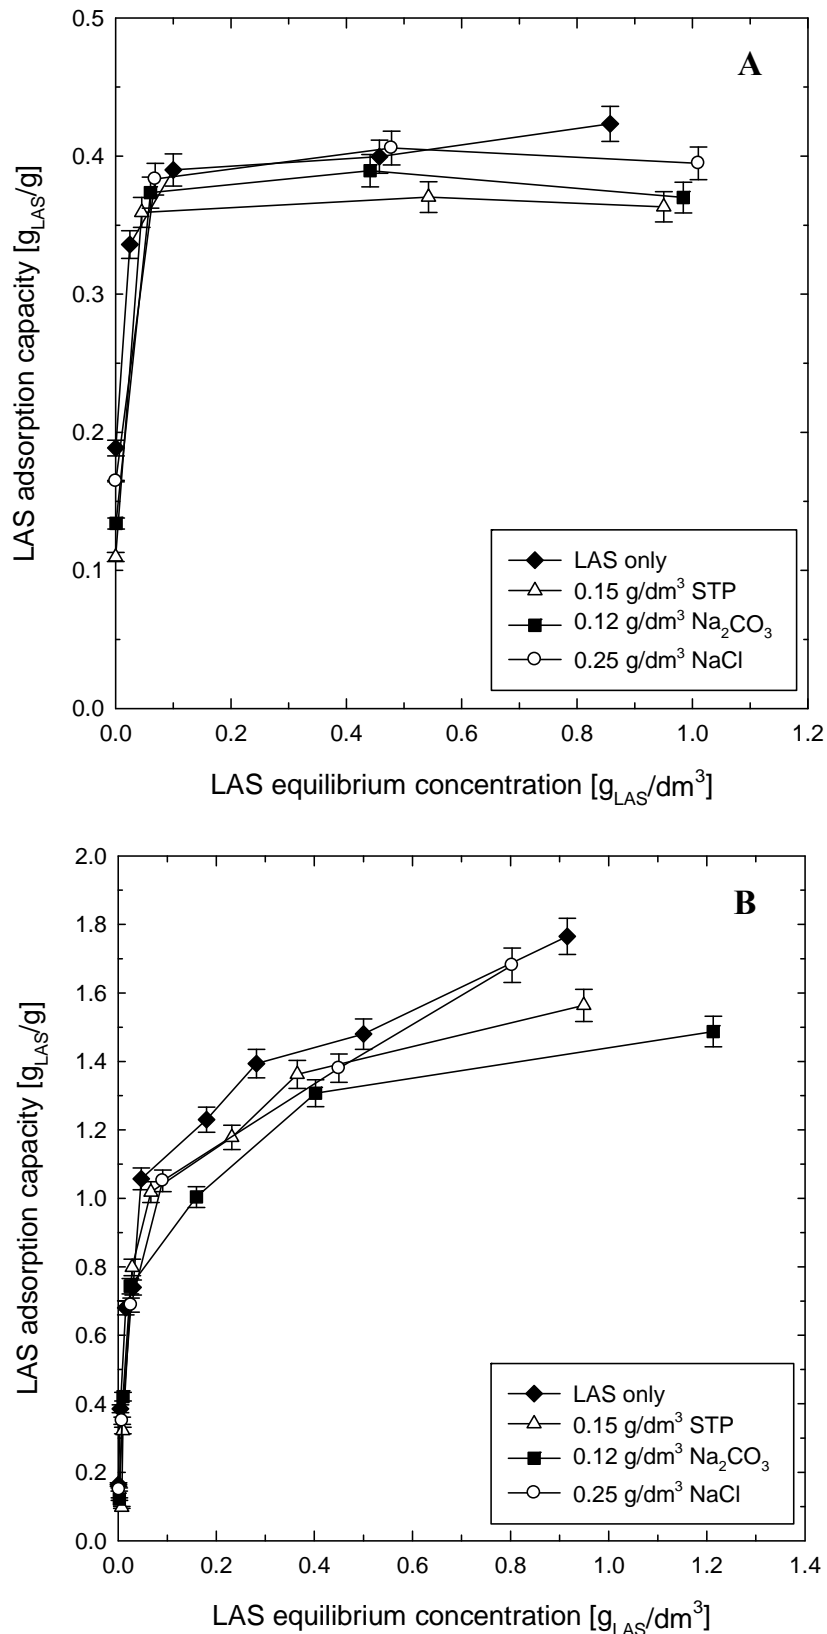 0.5
A
0.4
0.3
0.2
0.1
0.0
LAS adsorption capacity [g_LAS/g]
LAS only
0.15 g/dm³ STP
0.12 g/dm³ Na₂CO₃
0.25 g/dm³ NaCl
0.0 0.2 0.4 0.6 0.8 1.0 1.2
LAS equilibrium concentration [g_LAS/dm³]
2.0
B
1.8
1.6
1.4
1.2
1.0
0.8
0.6
0.4
0.2
0.0
LAS adsorption capacity [g_LAS/g]
LAS only
0.15 g/dm³ STP
0.12 g/dm³ Na₂CO₃
0.25 g/dm³ NaCl
0.0 0.2 0.4 0.6 0.8 1.0 1.2 1.4
LAS equilibrium concentration [g_LAS/dm³]